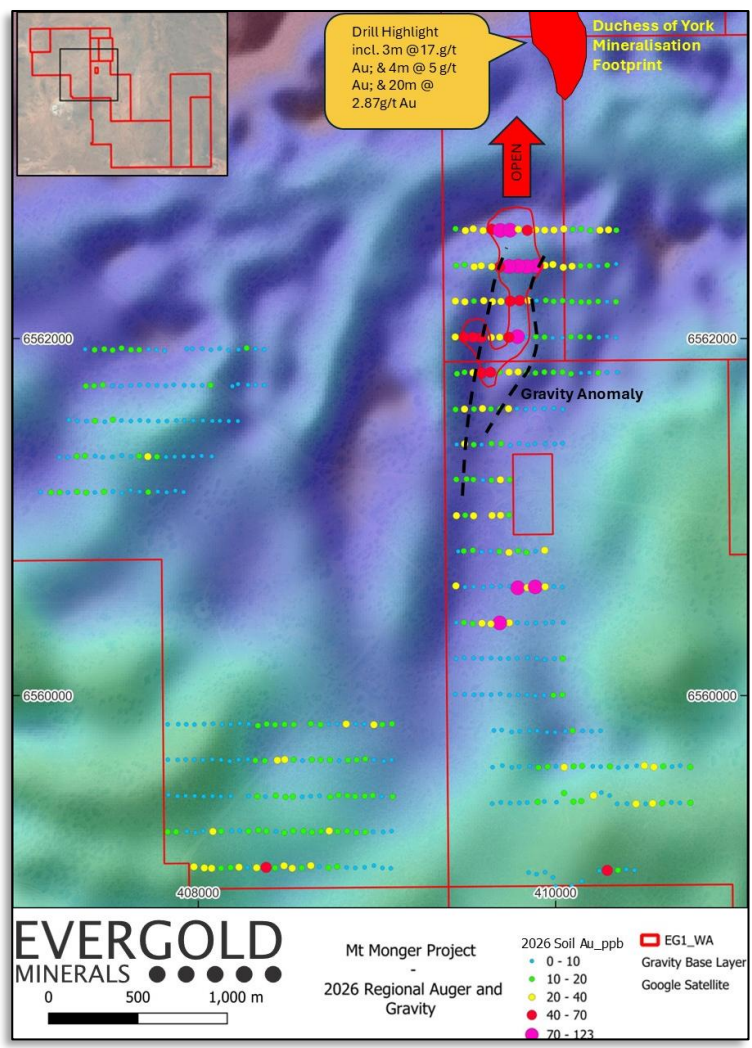 Drill Highlight
incl. 3m @17.g/t
Au; & 4m @ 5 g/t
Au; & 20m @
2.87g/t Au
Duchess of York
Mineralisation
Footprint
OPEN
6562000
6562000
Gravity Anomaly
6560000
6560000
408000
410000
EVERGOLD
MINERALS
0 500 1,000 m
Mt Monger Project
-
2026 Regional Auger and
Gravity
2026 Soil Au_ppb
0 - 10
10 - 20
20 - 40
40 - 70
70 - 123
EG1_WA
Gravity Base Layer
Google Satellite